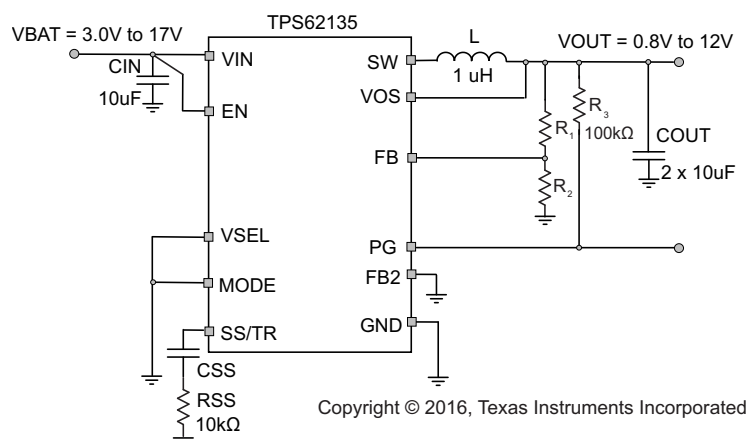 TPS62135
VBAT = 3.0V to 17V
CIN
10uF
VIN
EN
SW
L
1 uH
VOUT = 0.8V to 12V
VOS
R1
R3
100kΩ
COUT
2 x 10uF
FB
R2
VSEL
PG
MODE
FB2
SS/TR
GND
CSS
RSS
10kΩ
Copyright © 2016, Texas Instruments Incorporated